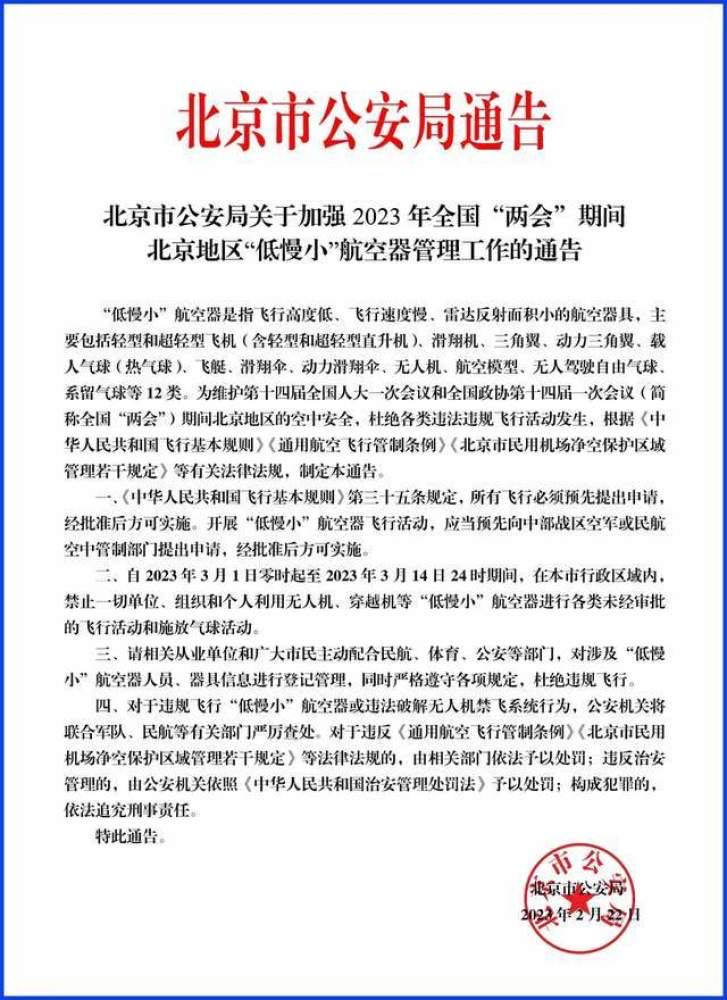 北京市公安局通告
北京市公安局关于加强 2023 年全国“两会”期间
北京地区“低慢小”航空器管理工作的通告
“低慢小”航空器是指飞行高度低、飞行速度慢、雷达反射面积小的航空器具，主
要包括轻型和超轻型飞机（含轻型和超轻型直升机）、滑翔机、三角翼、动力三角翼、载
人气球（热气球）、飞艇、滑翔伞、动力滑翔伞、无人机、航空模型、无人驾驶自由气球、
系留气球等 12 类。为维护第十四届全国人大一次会议和全国政协第十四届一次会议（简
称全国“两会”）期间北京地区的空中安全，杜绝各类违法违规飞行活动发生，根据《中
华人民共和国飞行基本规则》《通用航空飞行管制条例》《北京市民用机场净空保护区域
管理若干规定》等有关法律法规，制定本通告。
一、《中华人民共和国飞行基本规则》第三十五条规定，所有飞行必须预先提出申请，
经批准后方可实施。开展“低慢小”航空器飞行活动，应当预先向中部战区空军或民航
空中管制部门提出申请，经批准后方可实施。
二、自 2023 年 3 月 1 日零时起至 2023 年 3 月 14 日 24 时期间，在本市行政区域内，
禁止一切单位、组织和个人利用无人机、穿越机等“低慢小”航空器进行各类未经审批
的飞行活动和施放气球活动。
三、请相关从业单位和广大市民主动配合民航、体育、公安等部门，对涉及“低慢
小”航空器人员、器具信息进行登记管理，同时严格遵守各项规定，杜绝违规飞行。
四、对于违规飞行“低慢小”航空器或违法破解无人机禁飞系统行为，公安机关将
联合军队、民航等有关部门严厉查处。对于违反《通用航空飞行管制条例》《北京市民用
机场净空保护区域管理若干规定》等法律法规的，由相关部门依法予以处罚；违反治安
管理的，由公安机关依照《中华人民共和国治安管理处罚法》予以处罚；构成犯罪的，
依法追究刑事责任。
特此通告。
北京市公安局
2023 年 2 月 22 日
北京市公安局